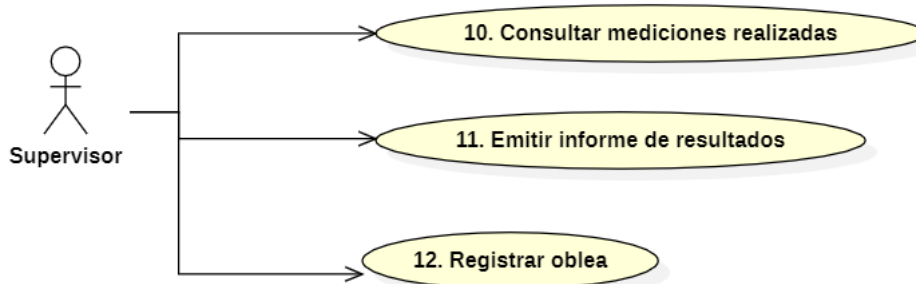 10. Consultar mediciones realizadas
11. Emitir informe de resultados
Supervisor
12. Registrar oblea